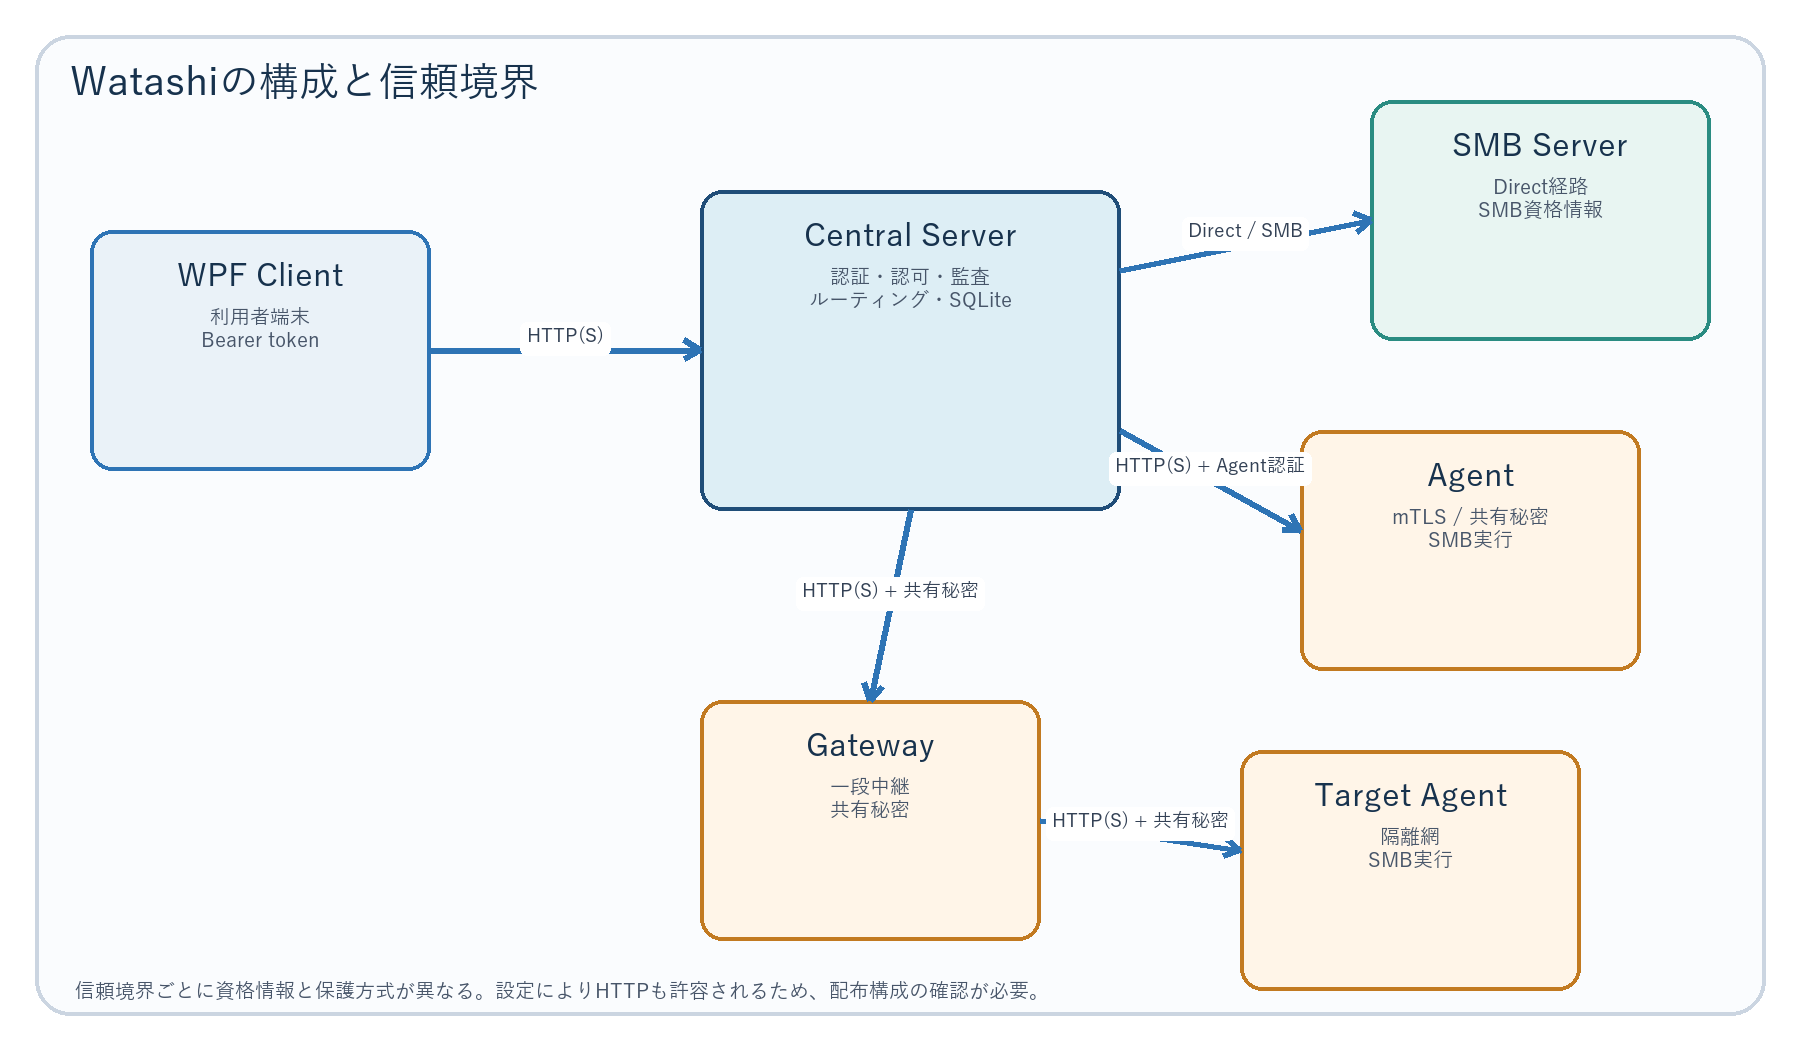 Watashiの構成と信頼境界
WPF Client
利用者端末
Bearer token
HTTP(S)
Central Server
認証・認可・監査
ルーティング・SQLite
Direct / SMB
SMB Server
Direct経路
SMB資格情報
HTTP(S) + Agent認証
Agent
mTLS / 共有秘密
SMB実行
HTTP(S) + 共有秘密
Gateway
一段中継
共有秘密
HTTP(S) + 共有秘密
Target Agent
隔離網
SMB実行
信頼境界ごとに資格情報と保護方式が異なる。設定によりHTTPも許容されるため、配布構成の確認が必要。